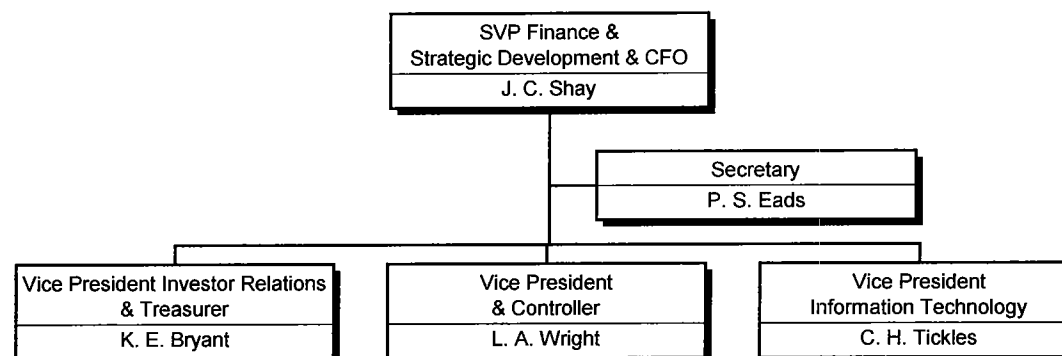 SVP Finance &
Strategic Development & CFO
J. C. Shay
Secretary
P. S. Eads
Vice President Investor Relations
& Treasurer
K. E. Bryant
Vice President
& Controller
L. A. Wright
Vice President
Information Technology
C. H. Tickles